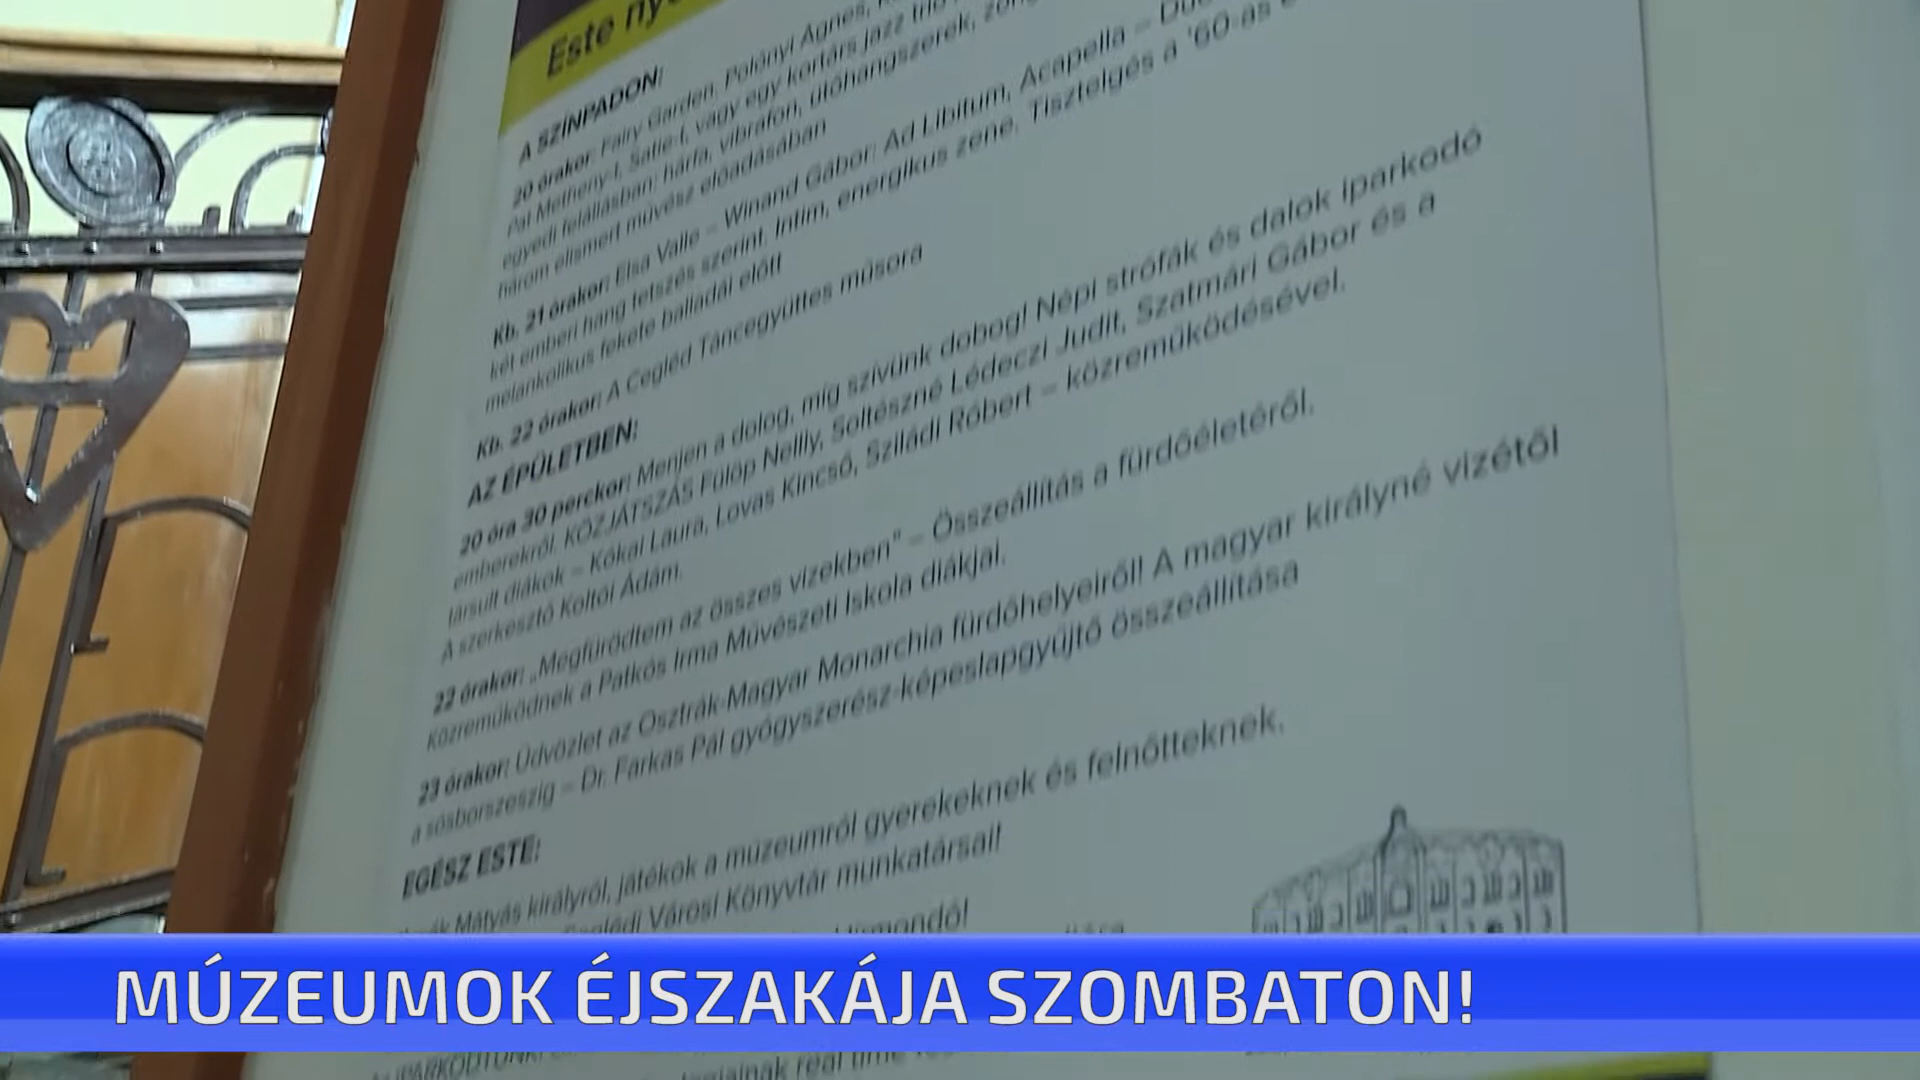 Este
A SZÍNPADON:
20 órakor: Fairy Garden, Polónyi Ágnes,
Pat Metheny-t, Satie-t, vagy egy kortárs jazz trió
egyedi felállásban: hárfa, vibrafon, ütőhangszerek,
három elismert művész előadásában
Kb. 21 órakor: Elsa Valle – Winand Gábor: Ad Libitum, Acapella –
két emberi hang tetszés szerint. Intim, energikus zene. Tisztelgés a '60-as
melankolikus fekete balladái előtt
Kb. 22 órakor: A Cegléd Táncegyüttes műsora
AZ ÉPÜLETBEN:
20 óra 30 perckor: Menjen a dolog, míg szívünk dobog! Népi strófák és dalok iparkodó
emberekről. KÖZJÁTSZÁS Fülöp Nellly, Soltészné Lédeczi Judit, Szatmári Gábor és a
társult diákok – Kókai Laura, Lovas Kincső, Sziládi Róbert – közreműködésével.
A szerkesztő Koltói Ádám.
22 órakor: „Megfürödtem az összes vizekben" – Összeállítás a fürdőéletéről.
Közreműködnek a Patkós Irma Művészeti Iskola diákjai.
23 órakor: Üdvözlet az Osztrák-Magyar Monarchia fürdőhelyeiről! A magyar királyné vizétől
a sósborszeszig – Dr. Farkas Pál gyógyszerész-képeslapgyűjtő összeállítása
EGÉSZ ESTE:
Mátyás királyról, játékok a múzeumról gyerekeknek és felnőtteknek.
Ceglédi Városi Könyvtár munkatársai!
MÚZEUMOK ÉJSZAKÁJA SZOMBATON!
real time